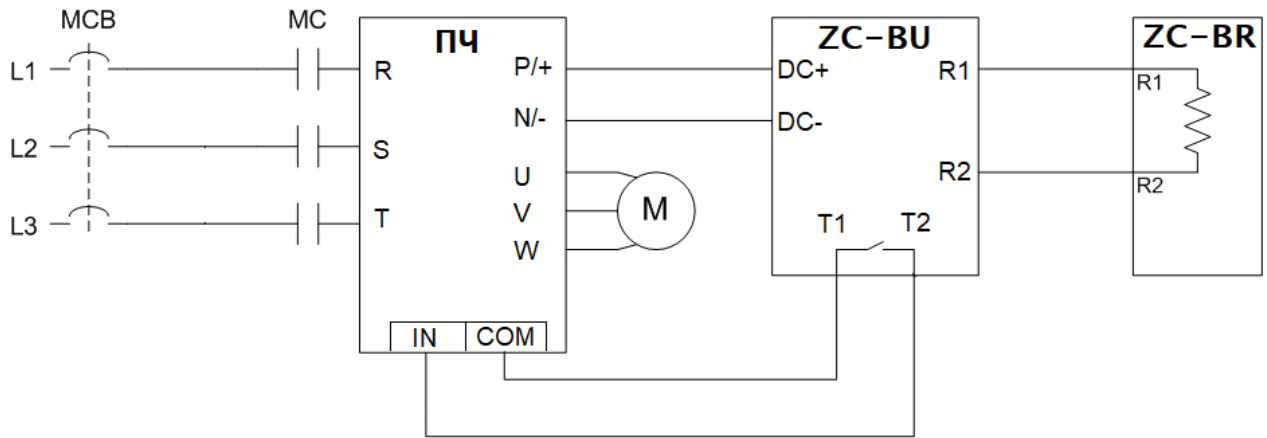 MCB MC
ПЧ ZC-BU ZC-BR
L1 R P/+ DC+ R1 R1
N/- DC-
L2 S
U R2 R2
V M
L3 T W T1 T2
IN COM